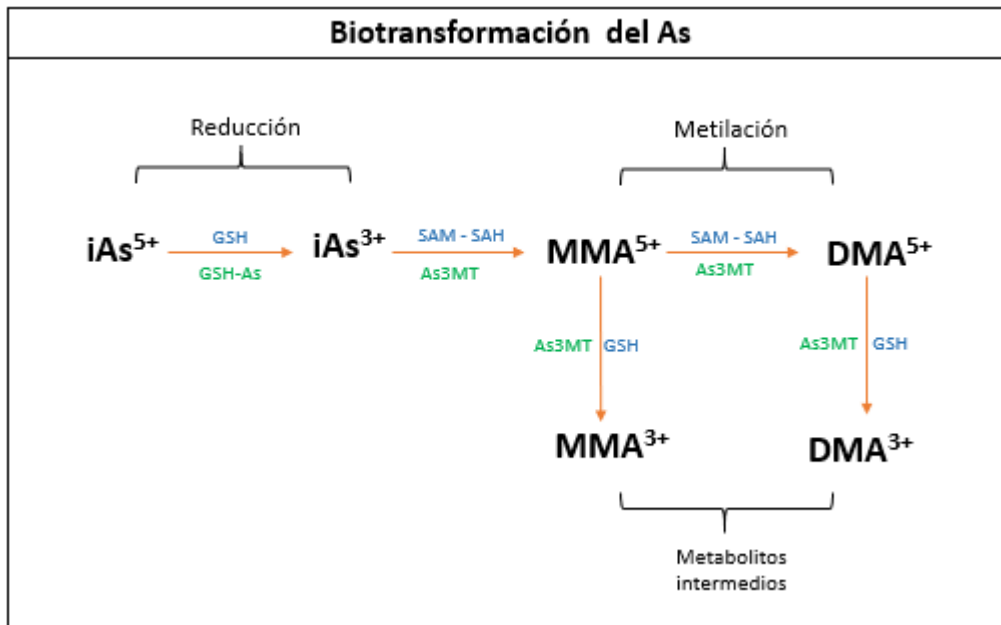 Biotransformación del As
Reducción
Metilación
iAs⁵⁺
GSH
GSH-As
iAs³⁺
SAM - SAH
As3MT
MMA⁵⁺
SAM - SAH
As3MT
DMA⁵⁺
As3MT GSH
As3MT GSH
MMA³⁺
DMA³⁺
Metabolitos
intermedios